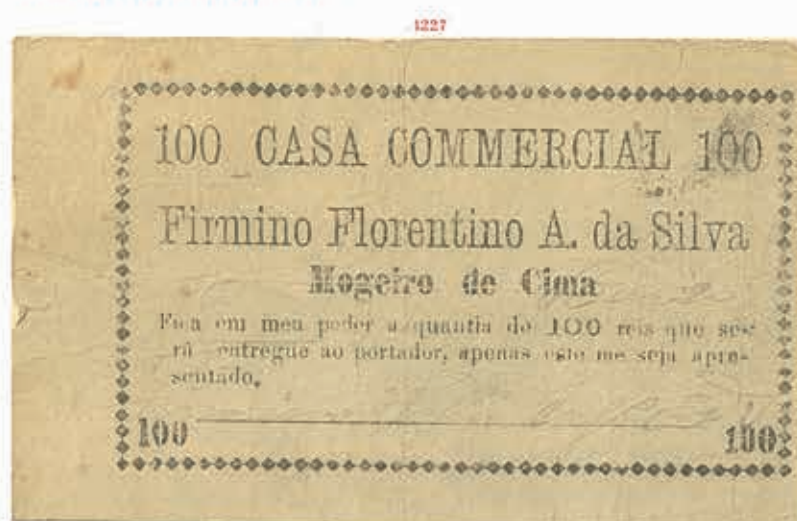 1227
100 CASA COMMERCIAL 100
Firmino Florentino A. da Silva
Mogeiro de Cima
Fica em meu poder a quantia de 100 reis que se-
rá entregue ao portador, apenas este me seja apre-
sentado.
100 100